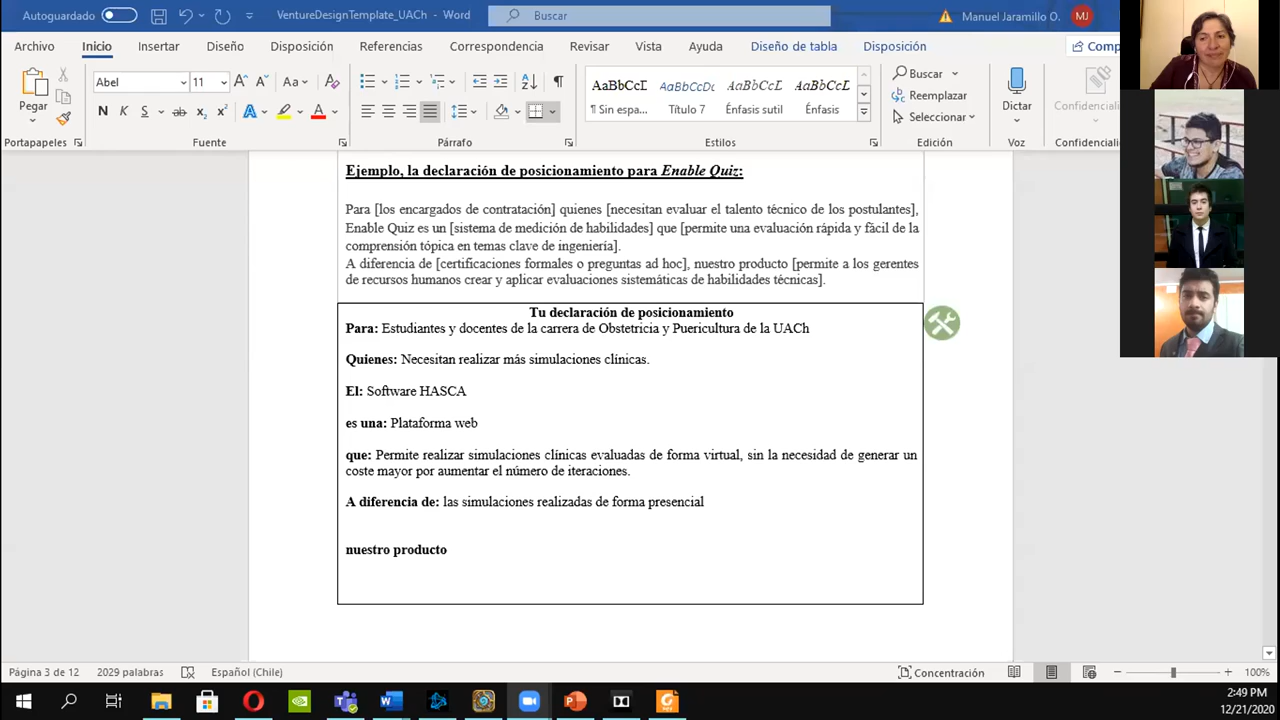 Autoguardado
VentureDesignTemplate_UACh - Word
Buscar
Manuel Jaramillo O.
MJ
Archivo Inicio Insertar Diseño Disposición Referencias Correspondencia Revisar Vista Ayuda Diseño de tabla Disposición Comp
Pegar
Portapapeles
Abel 11
Aa
N K S ab x₂ x²
Fuente
Párrafo
AaBbCcD AaBbCcDc AaBbCcL AaBbCcL
¶ Sin espa... Título 7 Énfasis sutil Énfasis
Estilos
Buscar
Reemplazar
Seleccionar
Edición
Dictar
Voz
Confidencial...
Confidenciali...
Ejemplo, la declaración de posicionamiento para Enable Quiz:
Para [los encargados de contratación] quienes [necesitan evaluar el talento técnico de los postulantes],
Enable Quiz es un [sistema de medición de habilidades] que [permite una evaluación rápida y fácil de la
comprensión tópica en temas clave de ingeniería].
A diferencia de [certificaciones formales o preguntas ad hoc], nuestro producto [permite a los gerentes
de recursos humanos crear y aplicar evaluaciones sistemáticas de habilidades técnicas].
Tu declaración de posicionamiento
Para: Estudiantes y docentes de la carrera de Obstetricia y Puericultura de la UACh
Quienes: Necesitan realizar más simulaciones clínicas.
El: Software HASCA
es una: Plataforma web
que: Permite realizar simulaciones clínicas evaluadas de forma virtual, sin la necesidad de generar un
coste mayor por aumentar el número de iteraciones.
A diferencia de: las simulaciones realizadas de forma presencial
nuestro producto
Página 3 de 12 2029 palabras Español (Chile) Concentración 100%
2:49 PM
12/21/2020